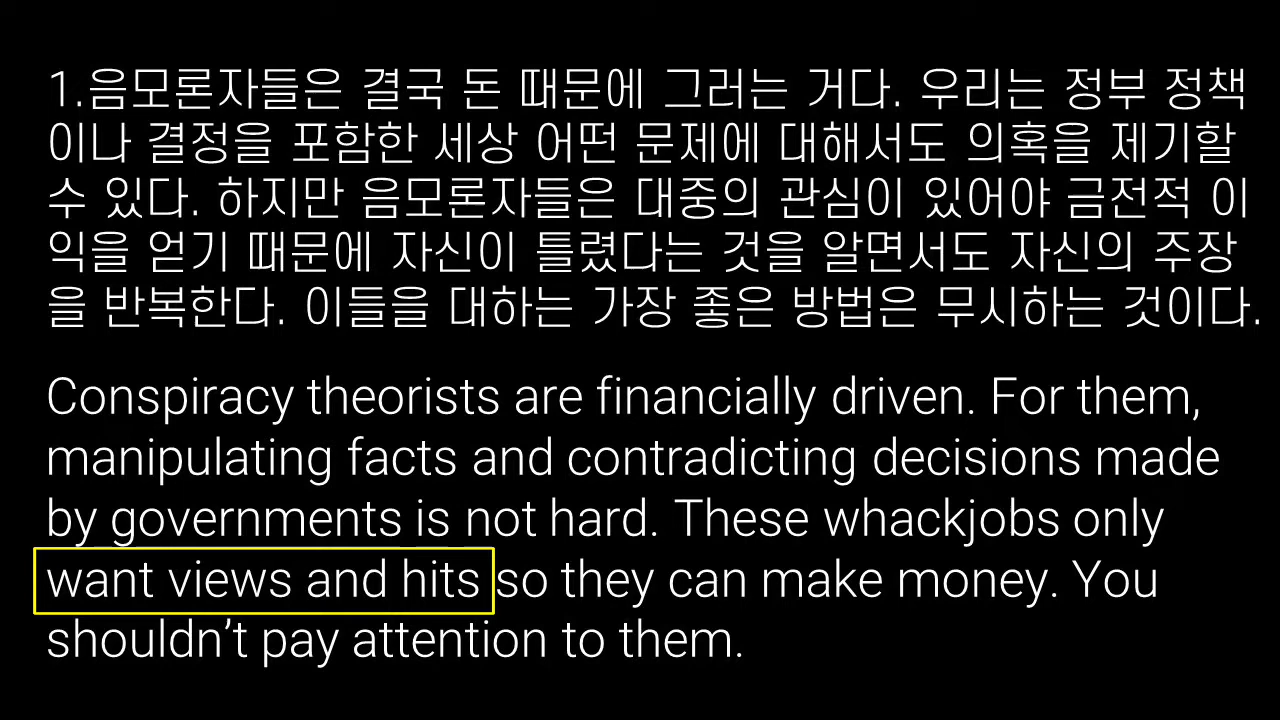 1.음모론자들은 결국 돈 때문에 그러는 거다. 우리는 정부 정책
이나 결정을 포함한 세상 어떤 문제에 대해서도 의혹을 제기할
수 있다. 하지만 음모론자들은 대중의 관심이 있어야 금전적 이
익을 얻기 때문에 자신이 틀렸다는 것을 알면서도 자신의 주장
을 반복한다. 이들을 대하는 가장 좋은 방법은 무시하는 것이다.
Conspiracy theorists are financially driven. For them,
manipulating facts and contradicting decisions made
by governments is not hard. These whackjobs only
want views and hits so they can make money. You
shouldn’t pay attention to them.